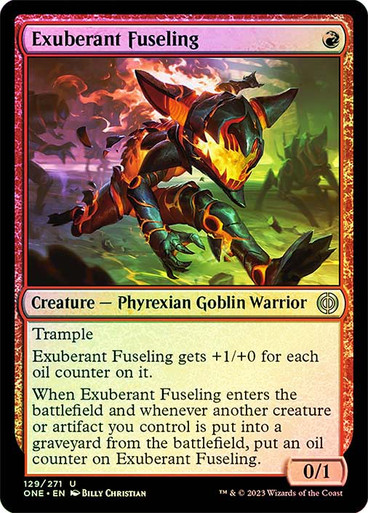 Exuberant Fuseling
Creature — Phyrexian Goblin Warrior
Trample
Exuberant Fuseling gets +1/+0 for each
oil counter on it.
When Exuberant Fuseling enters the
battlefield and whenever another creature
or artifact you control is put into a
graveyard from the battlefield, put an oil
counter on Exuberant Fuseling.
0/1
129/271 U
ONE • EN Billy Christian
™ & © 2023 Wizards of the Coast